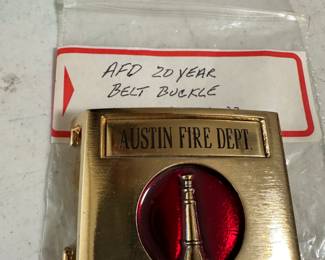 AFD 20 YEAR
BELT BUCKLE
AUSTIN FIRE DEPT.